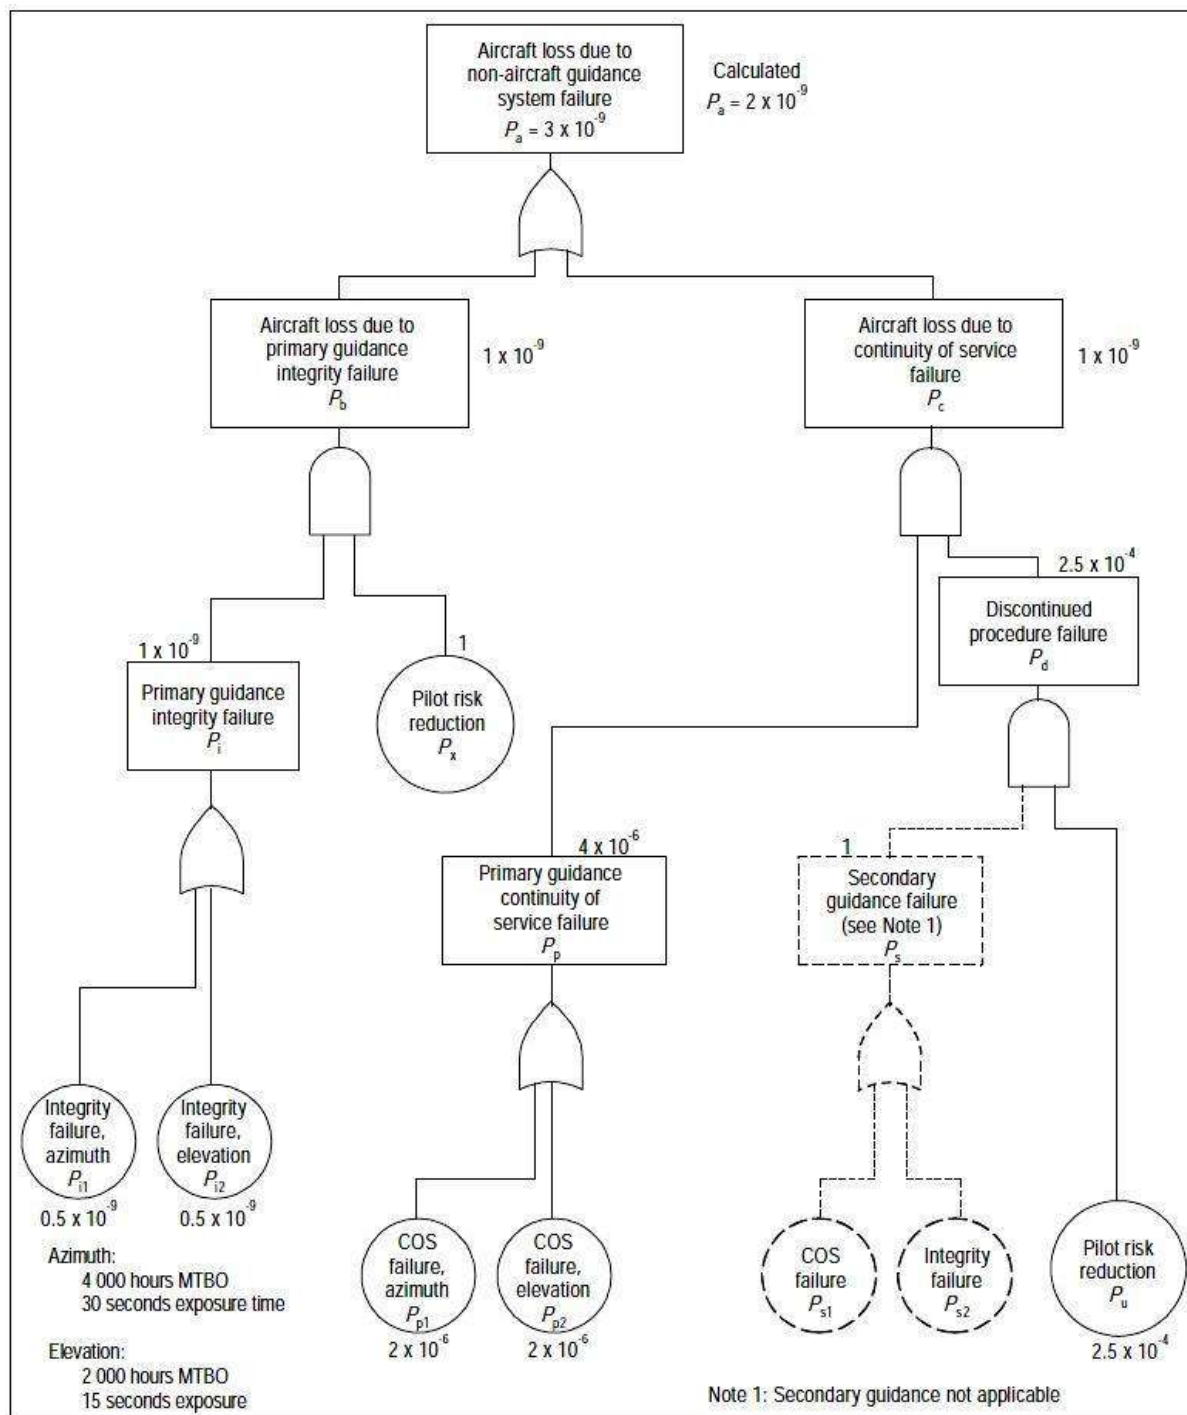 Aircraft loss due to
non-aircraft guidance
system failure
Pa = 3 x 10-9
Calculated
Pa = 2 x 10-9
Aircraft loss due to
primary guidance
integrity failure
Pb
1 x 10-9
Aircraft loss due to
continuity of service
failure
Pc
1 x 10-9
2.5 x 10-4
Discontinued
procedure failure
Pd
1 x 10-9
Primary guidance
integrity failure
Pi
1
Pilot risk
reduction
Px
4 x 10-6
Primary guidance
continuity of
service failure
Pp
1
Secondary
guidance failure
(see Note 1)
Ps
Integrity
failure,
azimuth
Pi1
0.5 x 10-9
Integrity
failure,
elevation
Pi2
0.5 x 10-9
COS
failure,
azimuth
Pp1
2 x 10-6
COS
failure,
elevation
Pp2
2 x 10-6
COS
failure
Ps1
Integrity
failure
Ps2
Pilot risk
reduction
Pu
2.5 x 10-4
Azimuth:
4 000 hours MTBO
30 seconds exposure time
Elevation:
2 000 hours MTBO
15 seconds exposure
Note 1: Secondary guidance not applicable